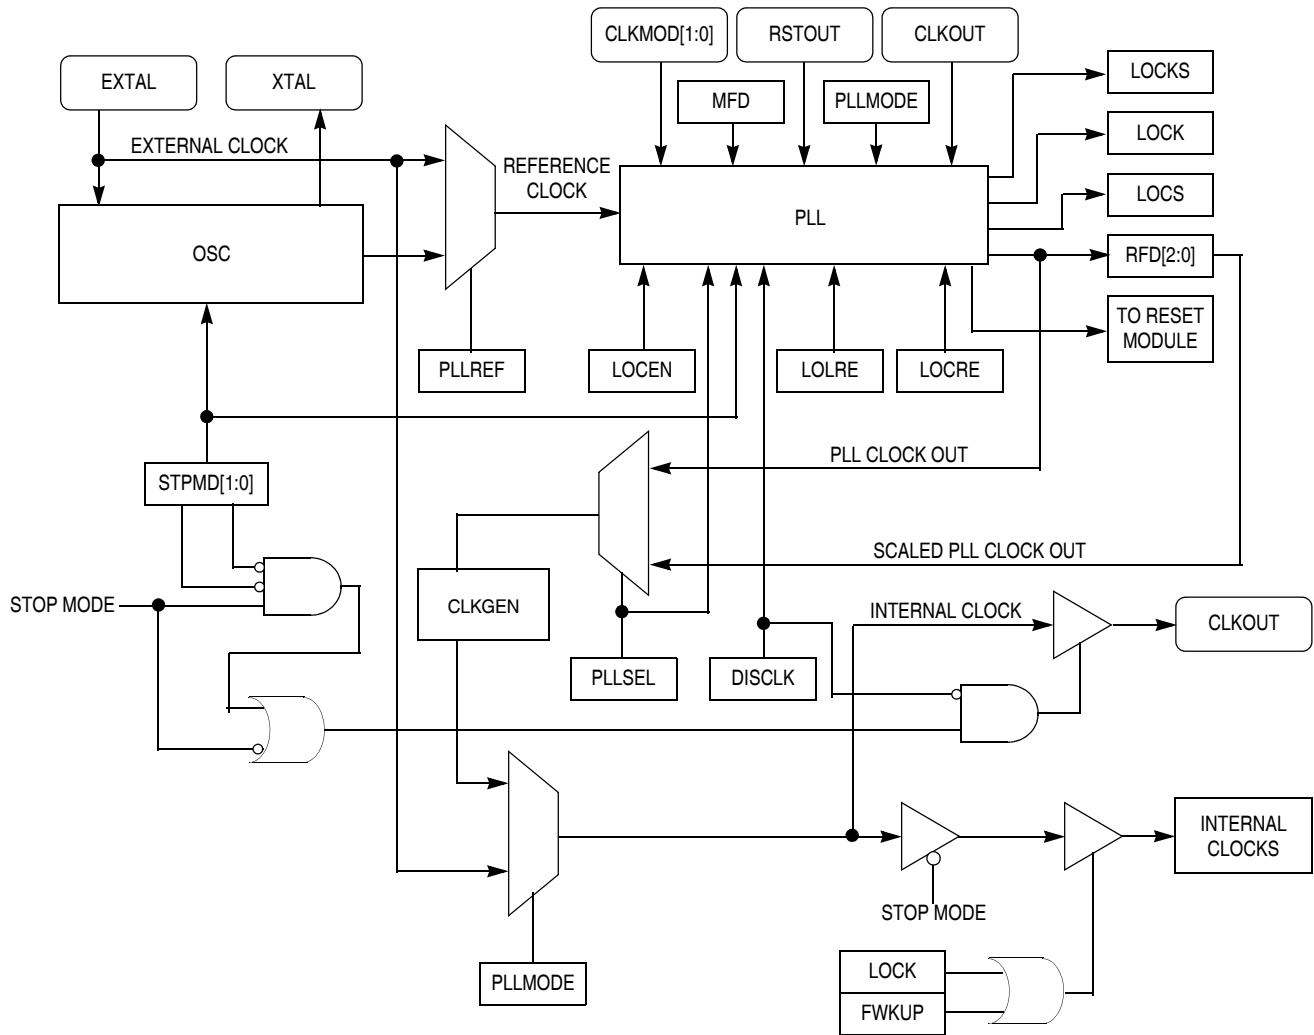 CLKMOD[1:0]
RSTOUT
CLKOUT
EXTAL
XTAL
LOCKS
MFD
PLLMODE
LOCK
EXTERNAL CLOCK
REFERENCE
CLOCK
LOCS
PLL
OSC
RFD[2:0]
TO RESET
MODULE
PLLREF
LOCEN
LOLRE
LOCRE
PLL CLOCK OUT
STPMD[1:0]
SCALED PLL CLOCK OUT
STOP MODE
CLKGEN
INTERNAL CLOCK
CLKOUT
PLLSEL
DISCLK
INTERNAL
CLOCKS
STOP MODE
PLLMODE
LOCK
FWKUP